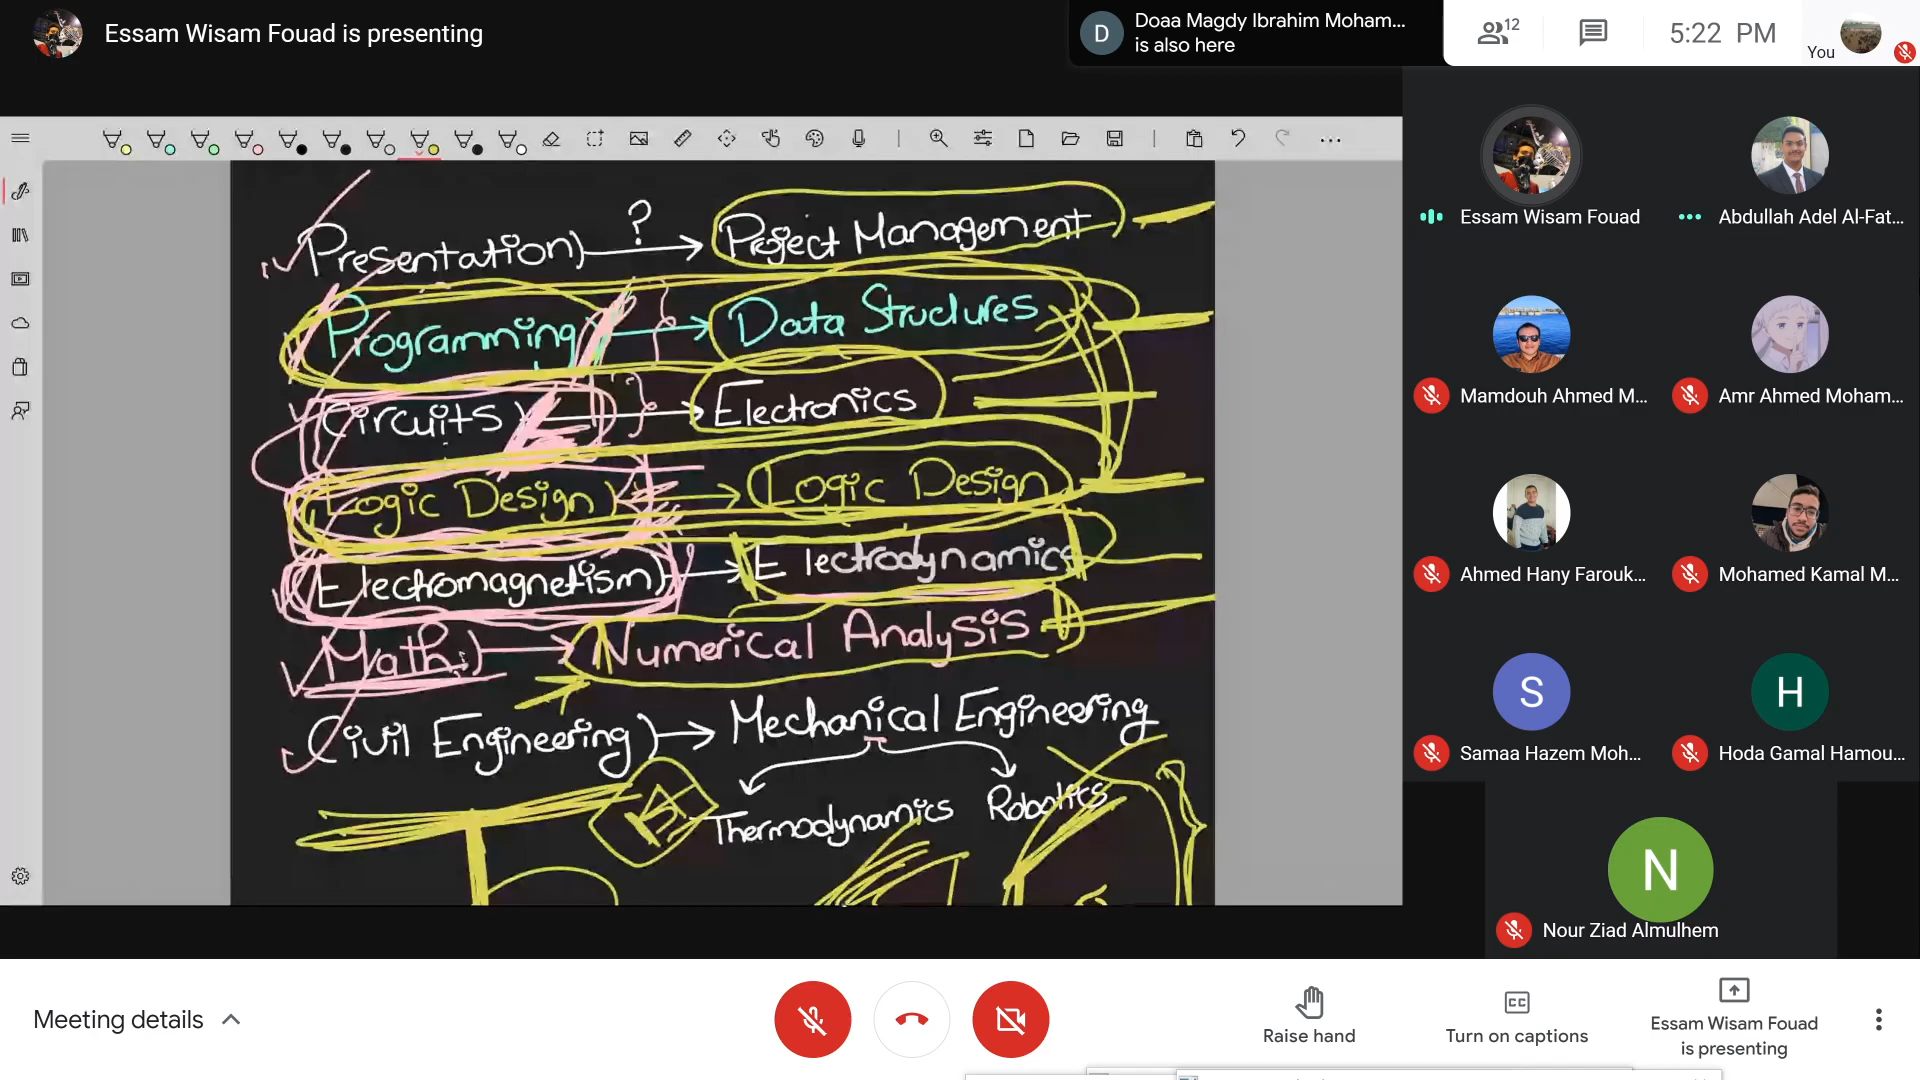 Essam Wisam Fouad is presenting
D
Doaa Magdy Ibrahim Moham...
is also here
12
5:22 PM
You
Presentation) ? → Project Management
Programming) → Data Structures
Circuits) → Electronics
Logic Design) → Logic Design
Electromagnetism) → Electrodynamics
Math) → Numerical Analysis
Civil Engineering) → Mechanical Engineering
Thermodynamics Robotics
Essam Wisam Fouad
Abdullah Adel Al-Fat...
Mamdouh Ahmed M...
Amr Ahmed Moham...
Ahmed Hany Farouk...
Mohamed Kamal M...
S
H
Samaa Hazem Moh...
Hoda Gamal Hamou...
N
Nour Ziad Almulhem
Meeting details
Raise hand
CC
Turn on captions
Essam Wisam Fouad
is presenting